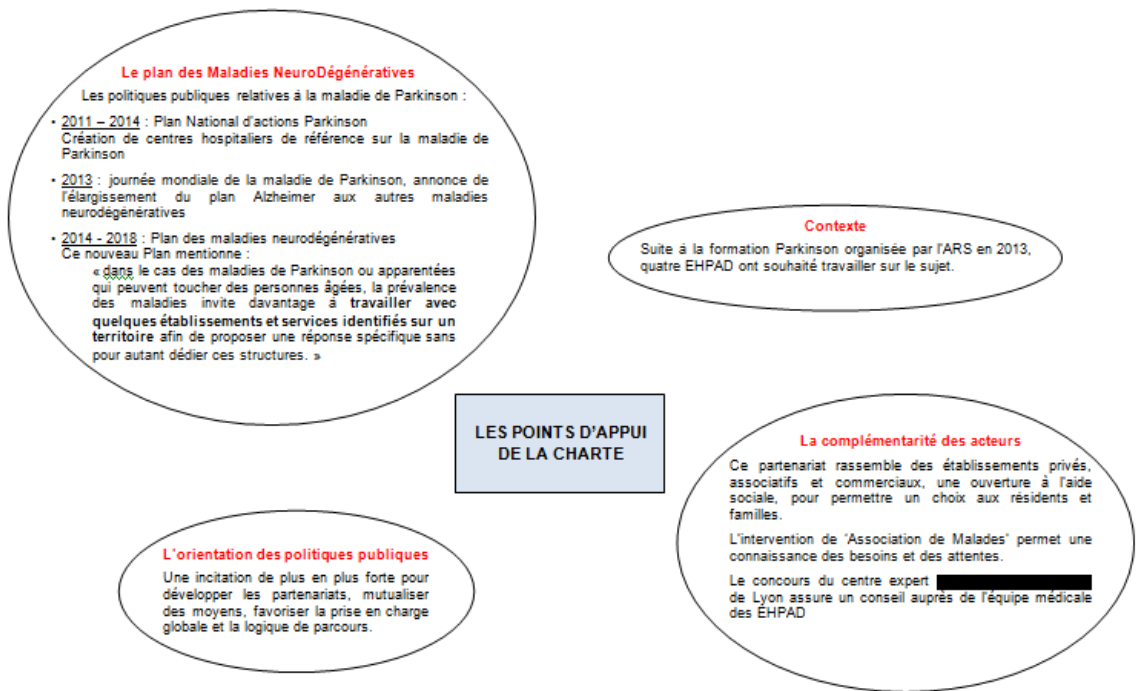 Le plan des Maladies NeuroDégénératives
Les politiques publiques relatives á la maladie de Parkinson :
• 2011 – 2014 : Plan National d'actions Parkinson
Création de centres hospitaliers de référence sur la maladie de
Parkinson
• 2013 : journée mondiale de la maladie de Parkinson, annonce de
l'élargissement du plan Alzheimer aux autres maladies
neurodégénératives
• 2014 - 2018 : Plan des maladies neurodégénératives
Ce nouveau Plan mentionne :
« dans le cas des maladies de Parkinson ou apparentées
qui peuvent toucher des personnes âgées, la prévalence
des maladies invite davantage á travailler avec
quelques établissements et services identifiés sur un
territoire afin de proposer une réponse spécifique sans
pour autant dédier ces structures. »
Contexte
Suite á la formation Parkinson organisée par l'ARS en 2013,
quatre EHPAD ont souhaité travailler sur le sujet.
LES POINTS D'APPUI
DE LA CHARTE
La complémentarité des acteurs
Ce partenariat rassemble des établissements privés,
associatifs et commerciaux, une ouverture à l'aide
sociale, pour permettre un choix aux résidents et
familles.
L'intervention de "Association de Malades" permet une
connaissance des besoins et des attentes.
Le concours du centre expert
de Lyon assure un conseil auprès de l'équipe médicale
des EHPAD
L'orientation des politiques publiques
Une incitation de plus en plus forte pour
développer les partenariats, mutualiser
des moyens, favoriser la prise en charge
globale et la logique de parcours.